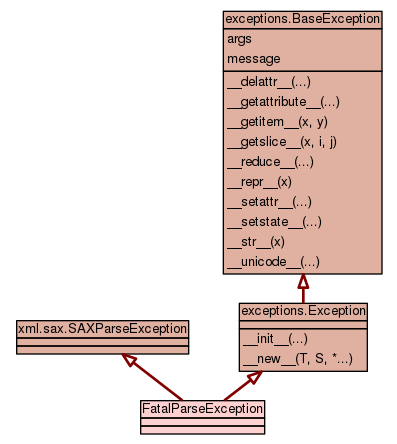 exceptions.BaseException
args
message
__delattr__(...)
__getattribute__(...)
__getitem__(x, y)
__getslice__(x, i, j)
__reduce__(...)
__repr__(x)
__setattr__(...)
__setstate__(...)
__str__(x)
__unicode__(...)
exceptions.Exception
__init__(...)
__new__(T, S, *...)
xml.sax.SAXParseException
FatalParseException